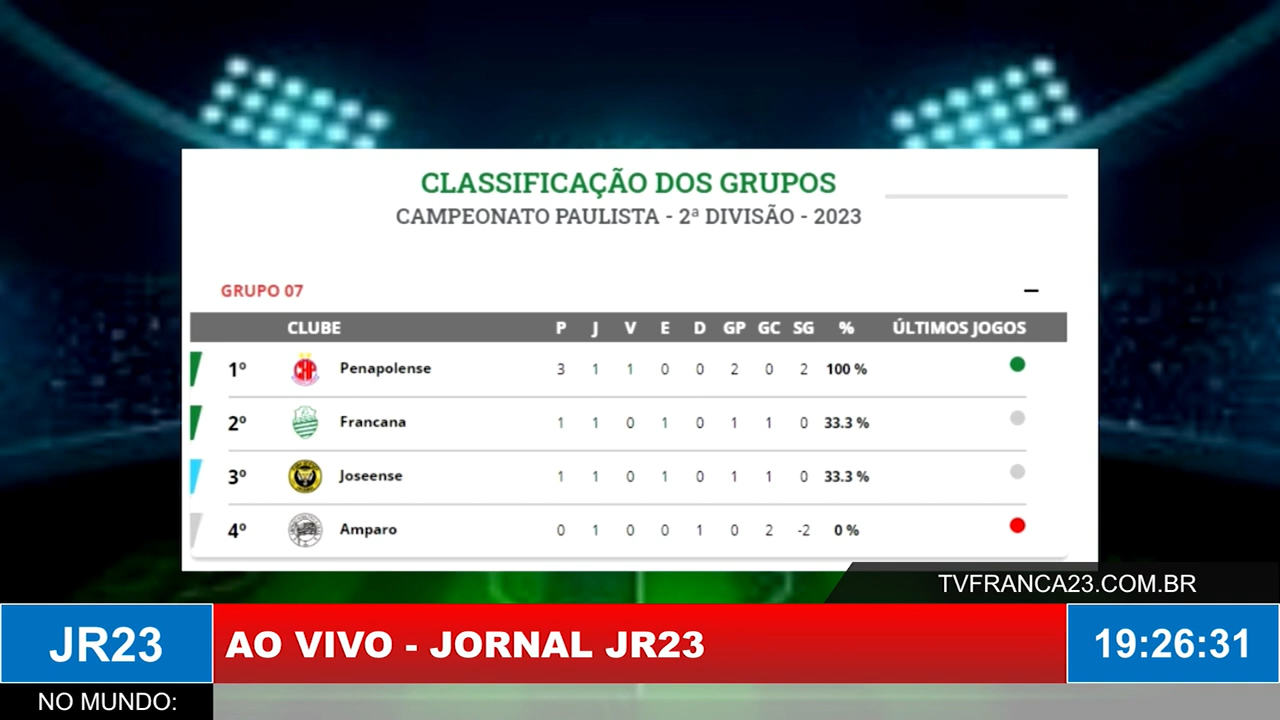 CLASSIFICAÇÃO DOS GRUPOS
CAMPEONATO PAULISTA - 2ª DIVISÃO - 2023
GRUPO 07
CLUBE P J V E D GP GC SG % ÚLTIMOS JOGOS
1º Penapolense 3 1 1 0 0 2 0 2 100 %
2º Francana 1 1 0 1 0 1 1 0 33.3 %
3º Joseense 1 1 0 1 0 1 1 0 33.3 %
4º Amparo 0 1 0 0 1 0 2 -2 0 %
TVFRANCA23.COM.BR
JR23 AO VIVO - JORNAL JR23 19:26:31
NO MUNDO: